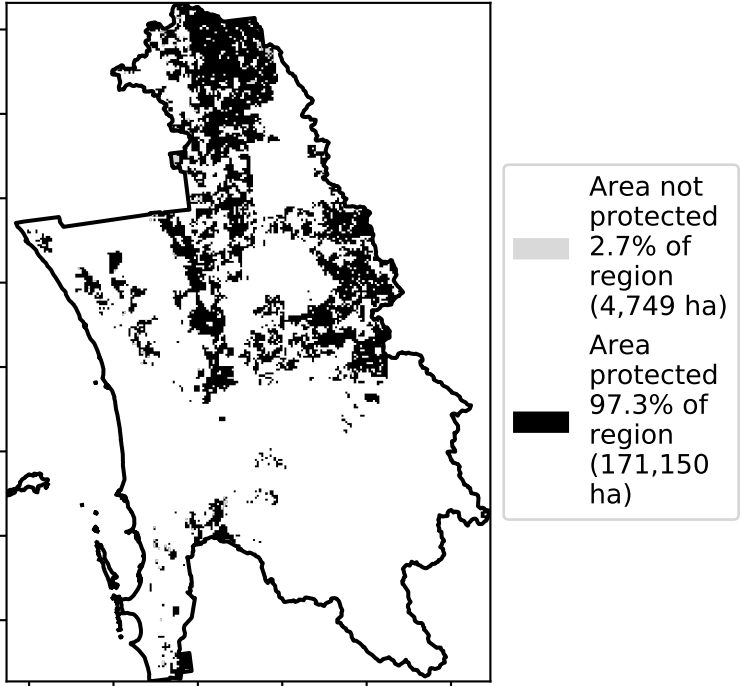 Area not
protected
2.7% of
region
(4,749 ha)
Area
protected
97.3% of
region
(171,150
ha)